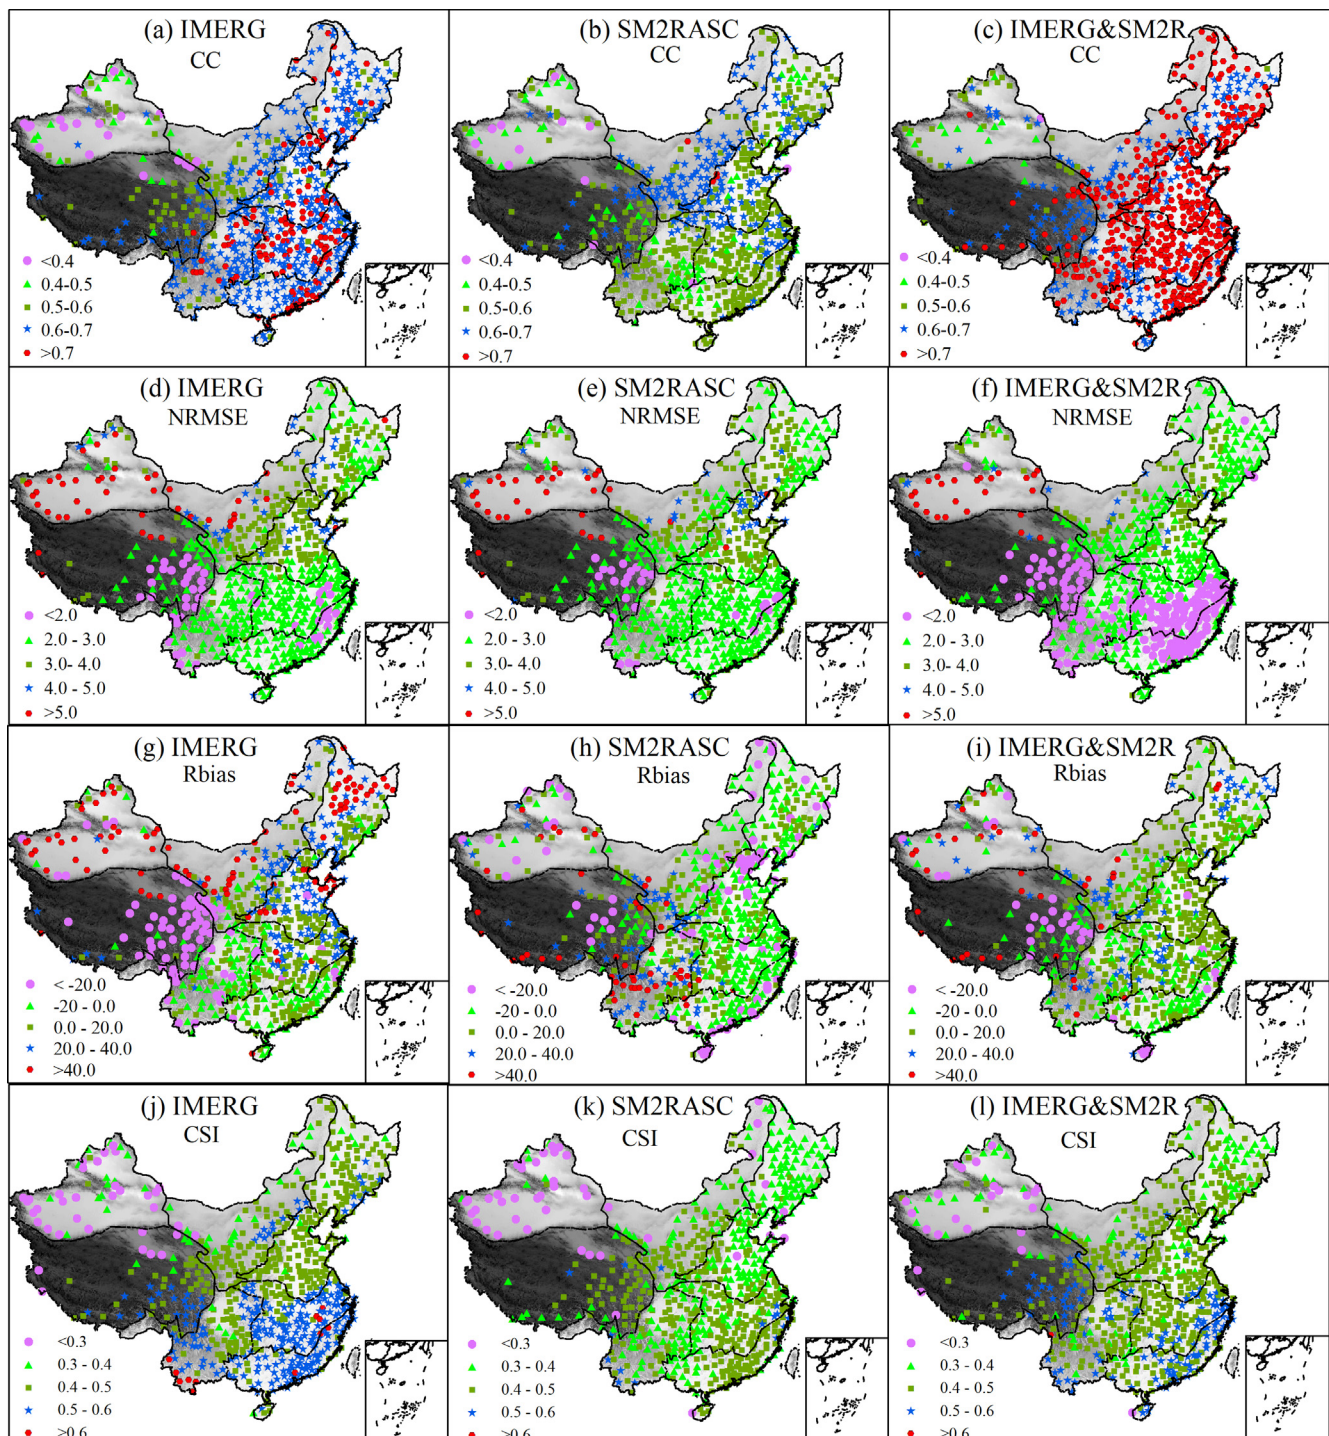 (a) IMERG
CC
<0.4
0.4-0.5
0.5-0.6
0.6-0.7
>0.7
(b) SM2RASC
CC
<0.4
0.4-0.5
0.5-0.6
0.6-0.7
>0.7
(c) IMERG&SM2R
CC
<0.4
0.4-0.5
0.5-0.6
0.6-0.7
>0.7
(d) IMERG
NRMSE
<2.0
2.0 - 3.0
3.0- 4.0
4.0 - 5.0
>5.0
(e) SM2RASC
NRMSE
<2.0
2.0 - 3.0
3.0- 4.0
4.0 - 5.0
>5.0
(f) IMERG&SM2R
NRMSE
<2.0
2.0 - 3.0
3.0- 4.0
4.0 - 5.0
>5.0
(g) IMERG
Rbias
< -20.0
-20 - 0.0
0.0 - 20.0
20.0 - 40.0
>40.0
(h) SM2RASC
Rbias
< -20.0
-20 - 0.0
0.0 - 20.0
20.0 - 40.0
>40.0
(i) IMERG&SM2R
Rbias
< -20.0
-20 - 0.0
0.0 - 20.0
20.0 - 40.0
>40.0
(j) IMERG
CSI
<0.3
0.3 - 0.4
0.4 - 0.5
0.5 - 0.6
>0.6
(k) SM2RASC
CSI
<0.3
0.3 - 0.4
0.4 - 0.5
0.5 - 0.6
>0.6
(l) IMERG&SM2R
CSI
<0.3
0.3 - 0.4
0.4 - 0.5
0.5 - 0.6
>0.6